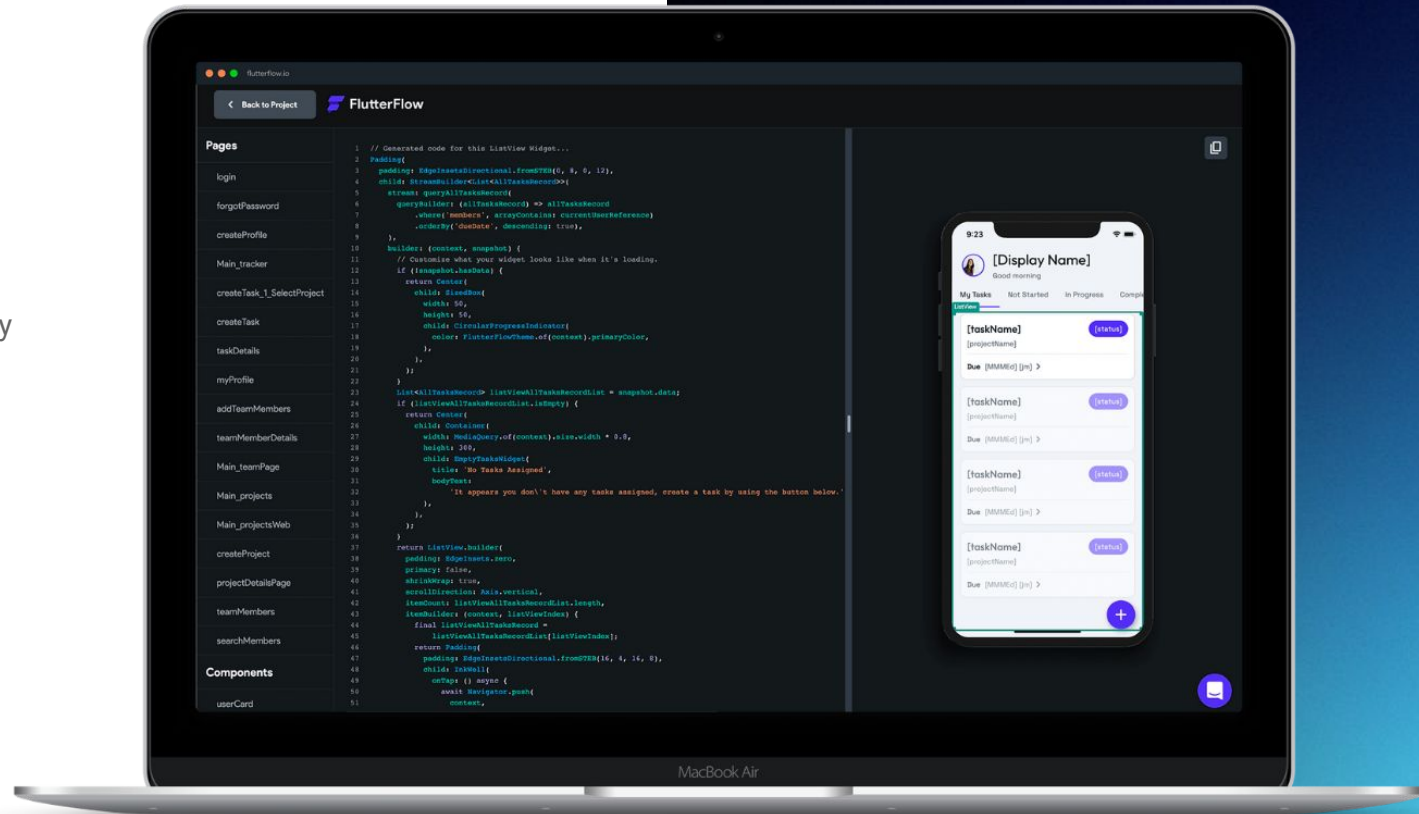 y
flutterflow.io
Back to Project
FlutterFlow
Pages
login
forgotPassword
createProfile
Main_tracker
createTask_1_SelectProject
createTask
taskDetails
myProfile
addTeamMembers
teamMemberDetails
Main_teamPage
Main_projects
Main_projectsWeb
createProject
projectDetailsPage
teamMembers
searchMembers
Components
userCard
1 // Generated code for this ListView Widget...
2 Padding(
3 padding: EdgeInsetsDirectional.fromSTEB(0, 8, 0, 12),
4 child: StreamBuilder<List<AllTasksRecord>>(
5 stream: queryAllTasksRecord(
6 queryBuilder: (allTasksRecord) => allTasksRecord
7 .where('members', arrayContains: currentUserReference)
8 .orderBy('dueDate', descending: true),
9 ),
10 builder: (context, snapshot) {
11 // Customize what your widget looks like when it's loading.
12 if (!snapshot.hasData) {
13 return Center(
14 child: SizedBox(
15 width: 50,
16 height: 50,
17 child: CircularProgressIndicator(
18 color: FlutterFlowTheme.of(context).primaryColor,
19 ),
20 ),
21 );
22 }
23 List<AllTasksRecord> listViewAllTasksRecordList = snapshot.data;
24 if (listViewAllTasksRecordList.isEmpty) {
25 return Center(
26 child: Container(
27 width: MediaQuery.of(context).size.width * 0.8,
28 height: 300,
29 child: EmptyTasksWidget(
30 title: 'No Tasks Assigned',
31 bodyText:
32 'It appears you don\'t have any tasks assigned, create a task by using the button below.'
33 ),
34 ),
35 );
36 }
37 return ListView.builder(
38 padding: EdgeInsets.zero,
39 primary: false,
40 shrinkWrap: true,
41 scrollDirection: Axis.vertical,
42 itemCount: listViewAllTasksRecordList.length,
43 itemBuilder: (context, listViewIndex) {
44 final listViewAllTasksRecord =
45 listViewAllTasksRecordList[listViewIndex];
46 return Padding(
47 padding: EdgeInsetsDirectional.fromSTEB(16, 4, 16, 8),
48 child: InkWell(
49 onTap: () async {
50 await Navigator.push(
51 context,
9:23
[Display Name]
Good morning
My Tasks Not Started In Progress Comple
ListView
[taskName] [status]
[projectName]
Due [MMMEd] [jm]
[taskName] [status]
[projectName]
Due [MMMEd] [jm]
[taskName] [status]
[projectName]
Due [MMMEd] [jm]
[taskName] [status]
[projectName]
Due [MMMEd] [jm]
MacBook Air